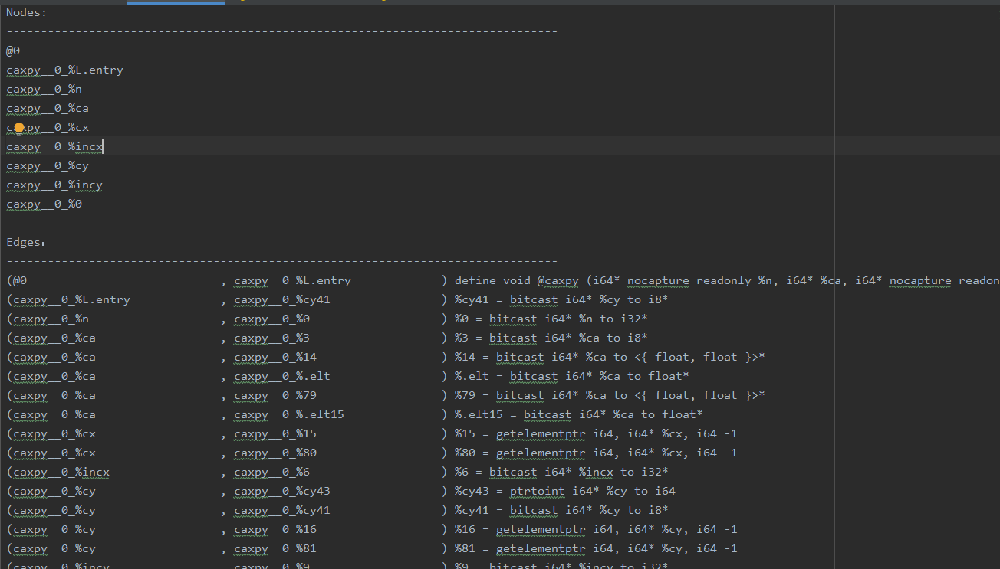 Nodes:
--------------------------------------------------------------------------------
@0
caxpy__0_%L.entry
caxpy__0_%n
caxpy__0_%ca
caxpy__0_%cx
caxpy__0_%incx
caxpy__0_%cy
caxpy__0_%incy
caxpy__0_%0
Edges:
--------------------------------------------------------------------------------
(@0 , caxpy__0_%L.entry ) define void @caxpy_(i64* nocapture readonly %n, i64* %ca, i64* nocapture readon
(caxpy__0_%L.entry , caxpy__0_%cy41 ) %cy41 = bitcast i64* %cy to i8*
(caxpy__0_%n , caxpy__0_%0 ) %0 = bitcast i64* %n to i32*
(caxpy__0_%ca , caxpy__0_%3 ) %3 = bitcast i64* %ca to i8*
(caxpy__0_%ca , caxpy__0_%14 ) %14 = bitcast i64* %ca to <{ float, float }>*
(caxpy__0_%ca , caxpy__0_%.elt ) %.elt = bitcast i64* %ca to float*
(caxpy__0_%ca , caxpy__0_%79 ) %79 = bitcast i64* %ca to <{ float, float }>*
(caxpy__0_%ca , caxpy__0_%.elt15 ) %.elt15 = bitcast i64* %ca to float*
(caxpy__0_%cx , caxpy__0_%15 ) %15 = getelementptr i64, i64* %cx, i64 -1
(caxpy__0_%cx , caxpy__0_%80 ) %80 = getelementptr i64, i64* %cx, i64 -1
(caxpy__0_%incx , caxpy__0_%6 ) %6 = bitcast i64* %incx to i32*
(caxpy__0_%cy , caxpy__0_%cy43 ) %cy43 = ptrtoint i64* %cy to i64
(caxpy__0_%cy , caxpy__0_%cy41 ) %cy41 = bitcast i64* %cy to i8*
(caxpy__0_%cy , caxpy__0_%16 ) %16 = getelementptr i64, i64* %cy, i64 -1
(caxpy__0_%cy , caxpy__0_%81 ) %81 = getelementptr i64, i64* %cy, i64 -1
(caxpy__0_%incy , caxpy__0_%9 ) %9 = bitcast i64* %incy to i32*